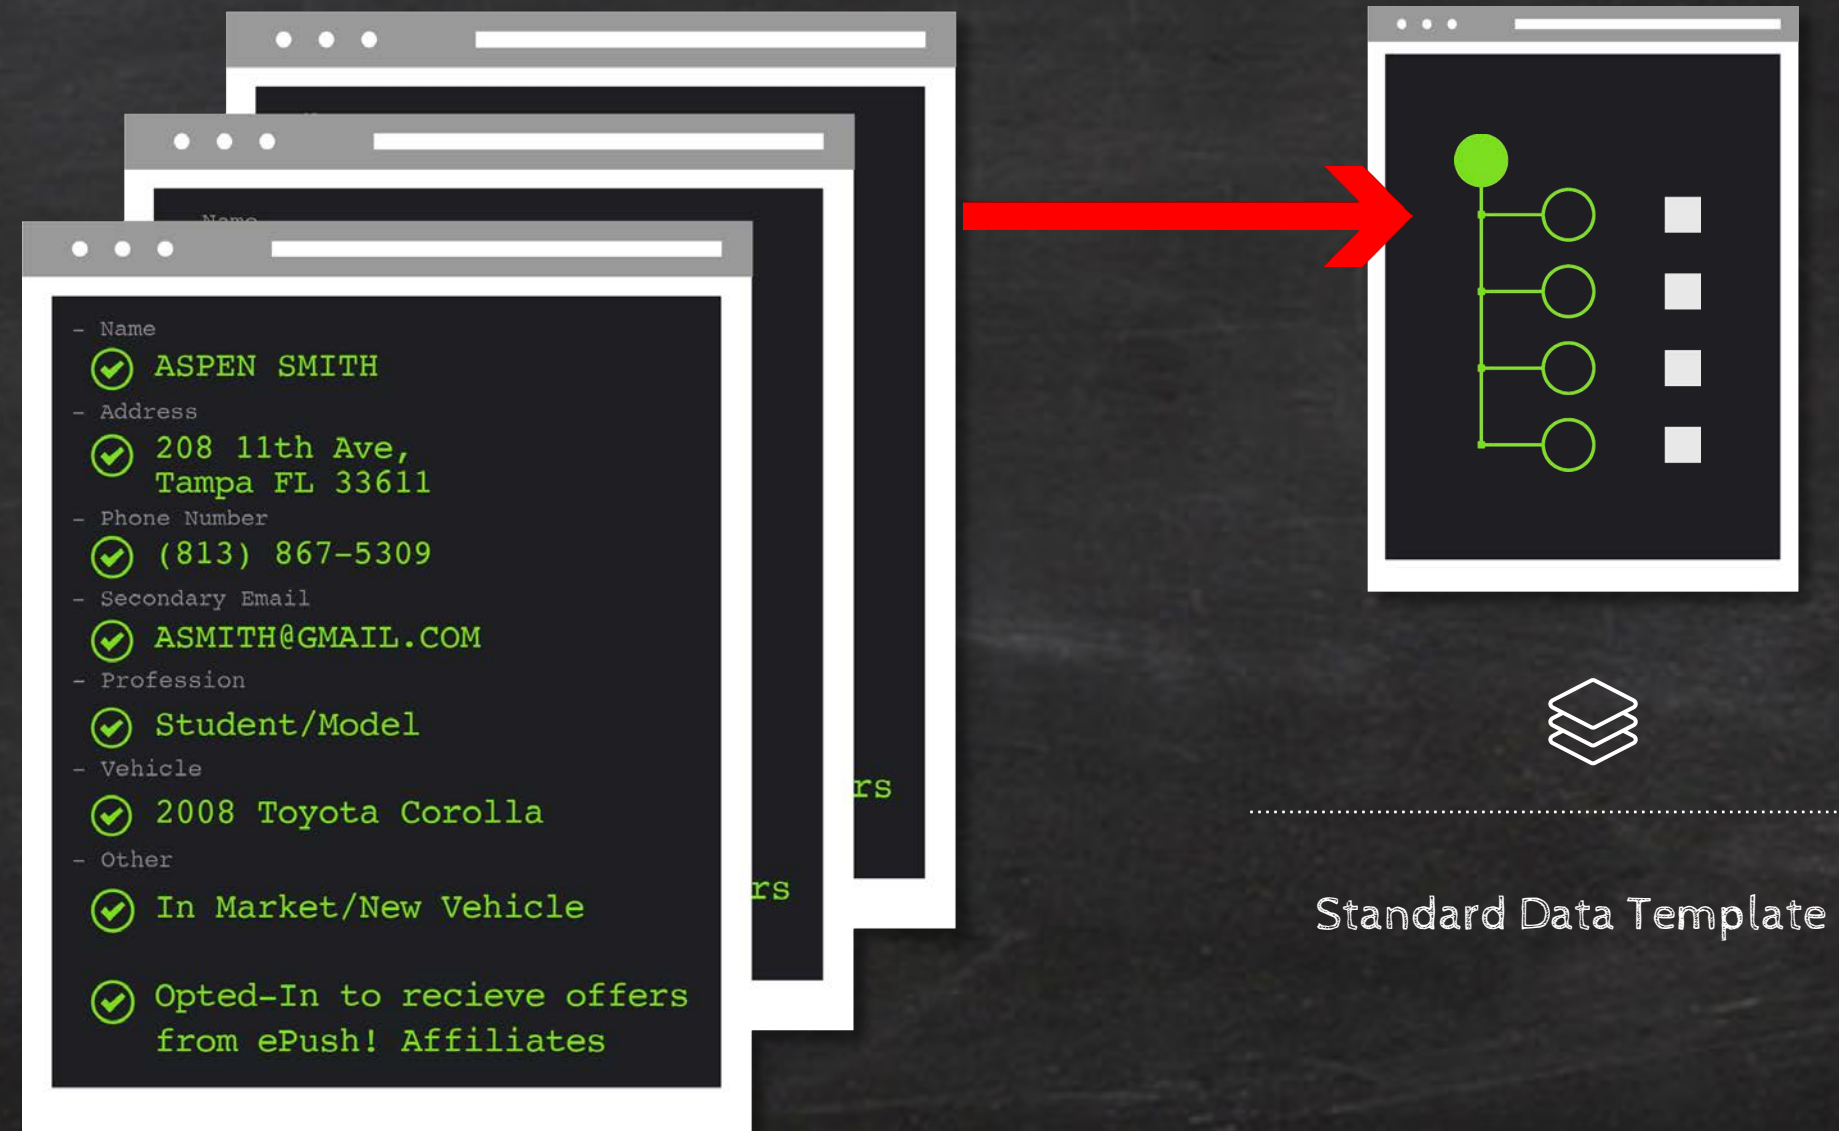 Name
- Name
ASPEN SMITH
- Address
208 11th Ave,
Tampa FL 33611
- Phone Number
(813) 867-5309
- Secondary Email
ASMITH@GMAIL.COM
- Profession
Student/Model
- Vehicle
2008 Toyota Corolla
- Other
In Market/New Vehicle
Opted-In to recieve offers
from ePush! Affiliates
rs
rs
Standard Data Template